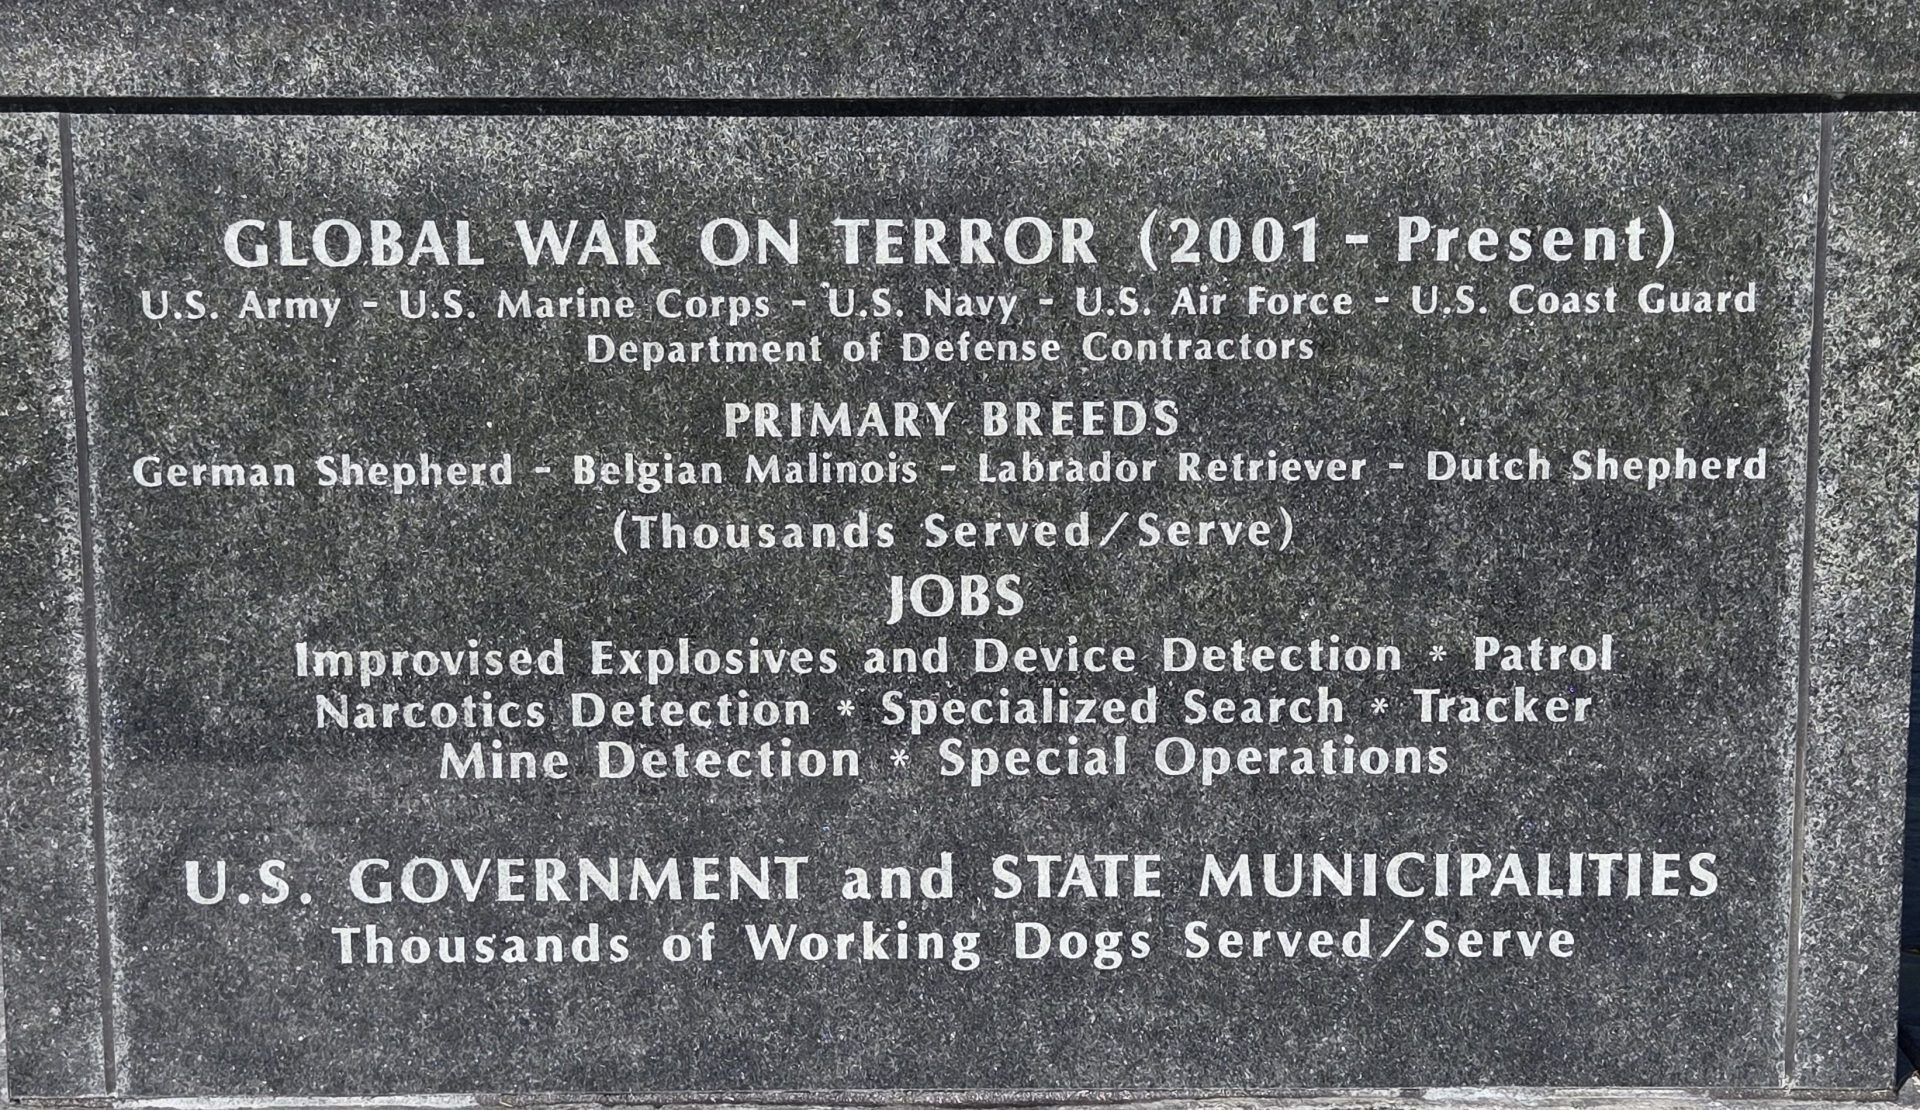 GLOBAL WAR ON TERROR (2001 - Present)
U.S. Army - U.S. Marine Corps - U.S. Navy - U.S. Air Force - U.S. Coast Guard
Department of Defense Contractors
PRIMARY BREEDS
German Shepherd - Belgian Malinois - Labrador Retriever - Dutch Shepherd
(Thousands Served/Serve)
JOBS
Improvised Explosives and Device Detection * Patrol
Narcotics Detection * Specialized Search * Tracker
Mine Detection * Special Operations
U.S. GOVERNMENT and STATE MUNICIPALITIES
Thousands of Working Dogs Served/Serve